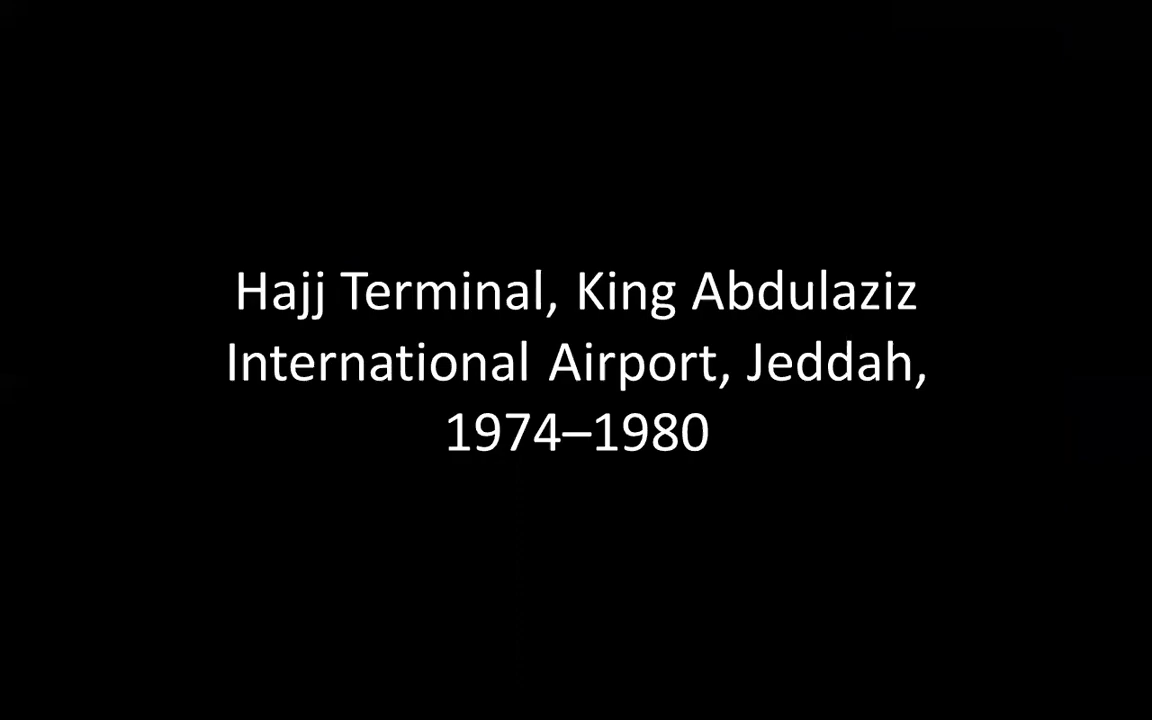 Hajj Terminal, King Abdulaziz
International Airport, Jeddah,
1974–1980